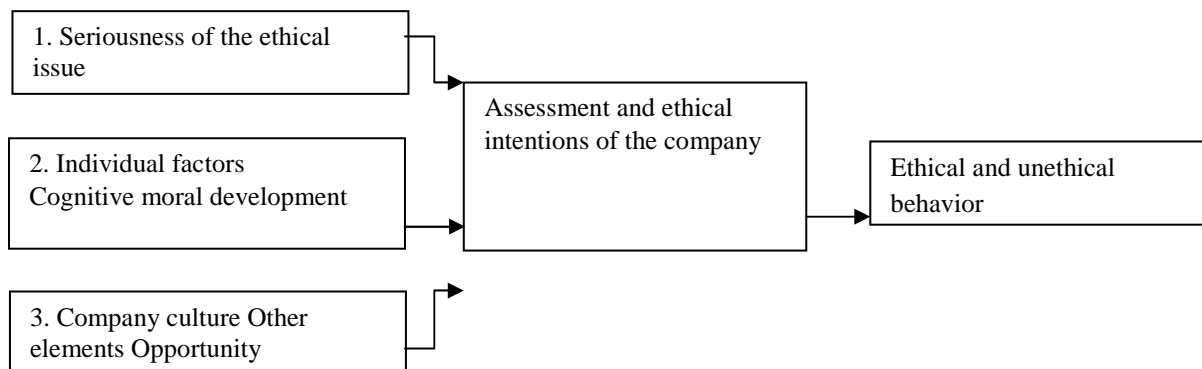 1. Seriousness of the ethical
issue
2. Individual factors
Cognitive moral development
3. Company culture Other
elements Opportunity
Assessment and ethical
intentions of the company
Ethical and unethical
behavior